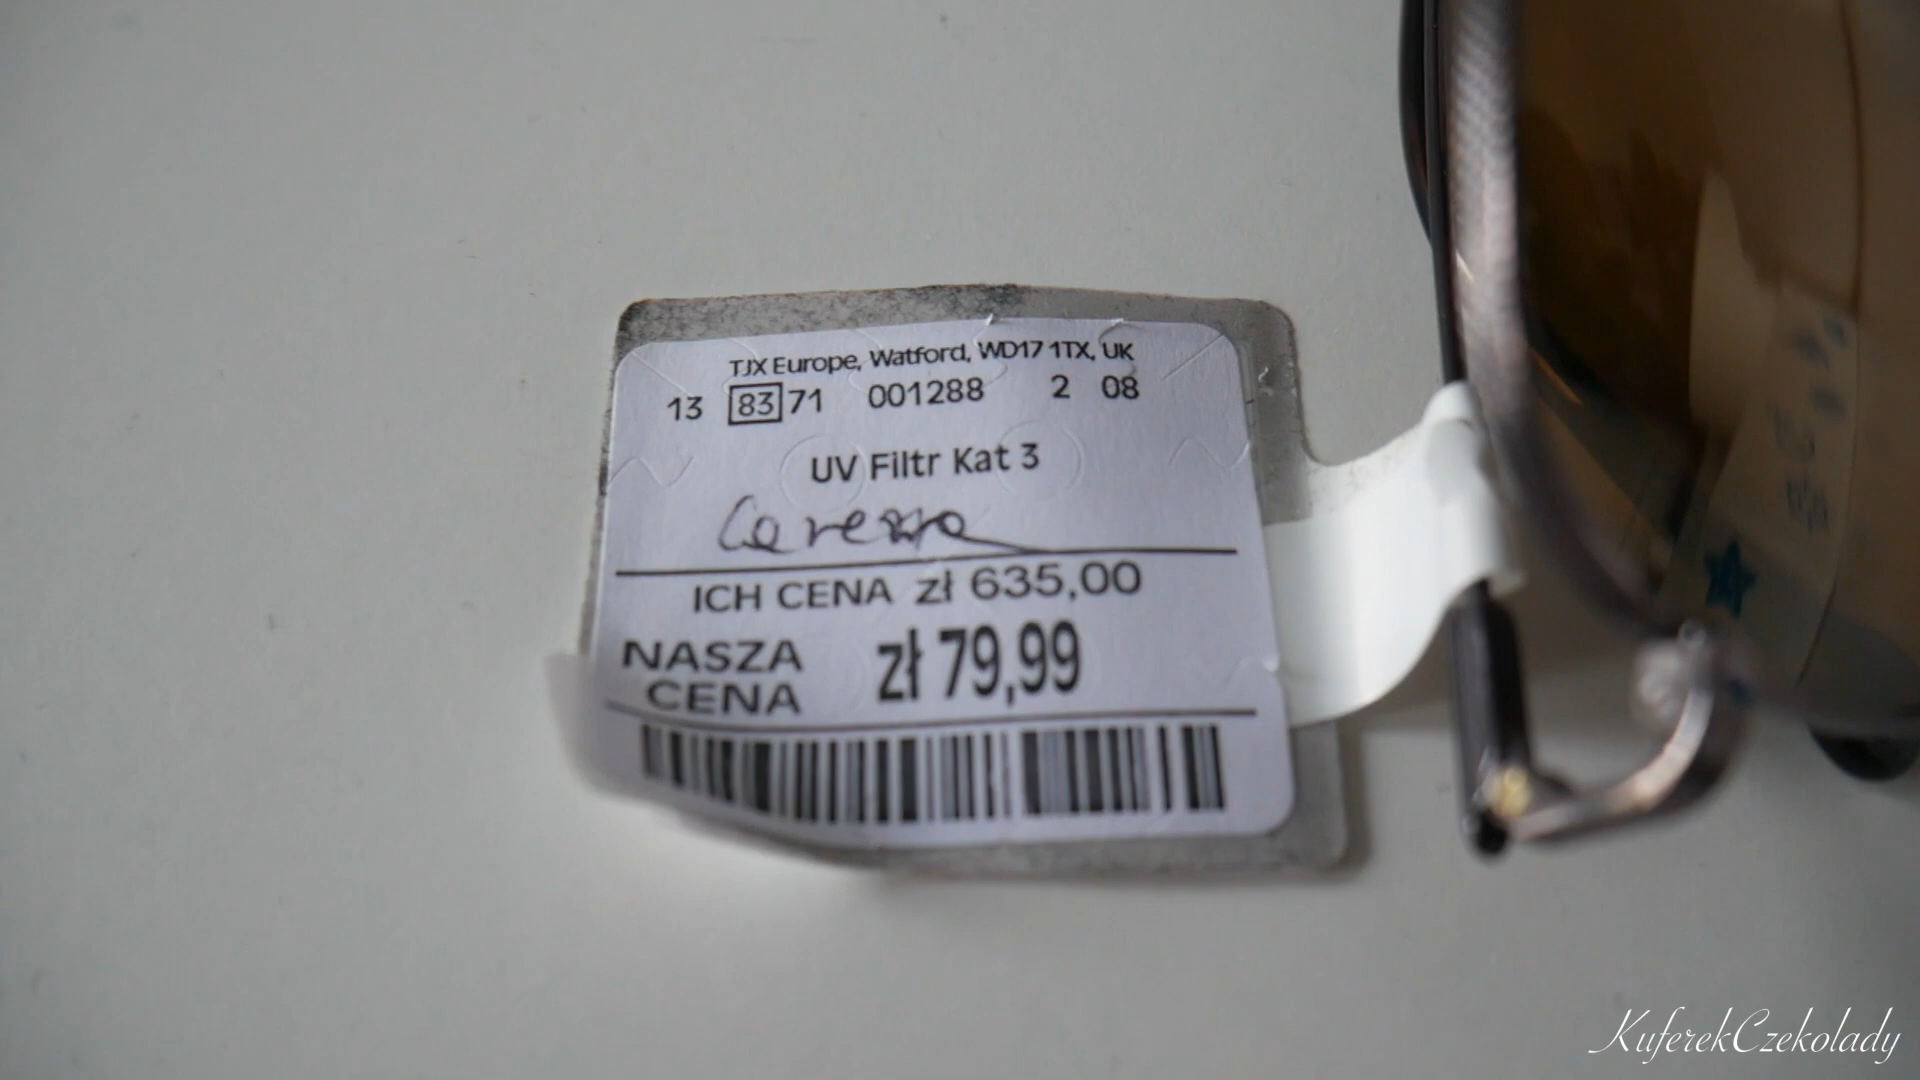 TJX Europe, Watford, WD17 1TX, UK
13 83 71 001288 2 08
UV Filtr Kat 3
ICH CENA zł 635,00
NASZA CENA zł 79,99
KuferekCzekolady